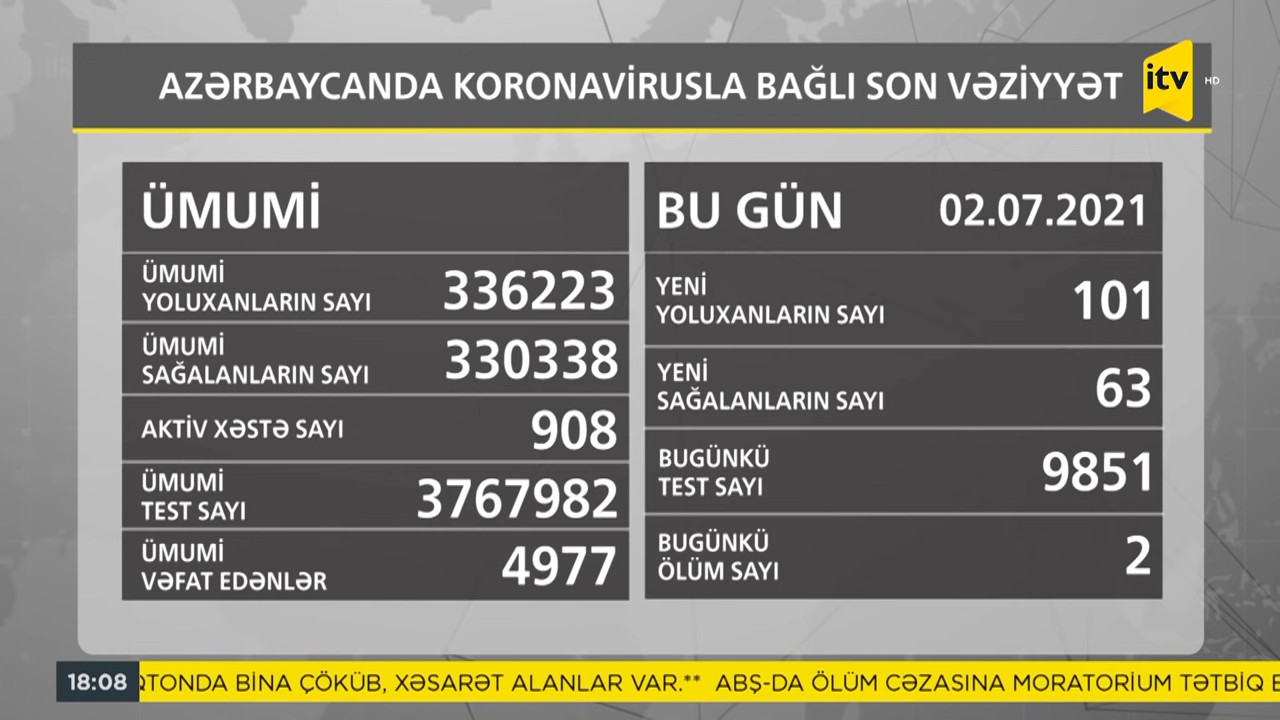 AZƏRBAYCANDA KORONAVİRUSLA BAĞLI SON VƏZİYYƏT
itv HD
ÜMUMİ
ÜMUMİ
YOLUXANLARIN SAYI 336223
ÜMUMİ
SAĞALANLARIN SAYI 330338
AKTİV XƏSTƏ SAYI 908
ÜMUMİ
TEST SAYI 3767982
ÜMUMİ
VƏFAT EDƏNLƏR 4977
BU GÜN 02.07.2021
YENİ
YOLUXANLARIN SAYI 101
YENİ
SAĞALANLARIN SAYI 63
BUGÜNKÜ
TEST SAYI 9851
BUGÜNKÜ
ÖLÜM SAYI 2
18:08 QTONDA BİNA ÇÖKÜB, XƏSARƏT ALANLAR VAR.** ABŞ-DA ÖLÜM CƏZASINA MORATORIUM TƏTBİQ